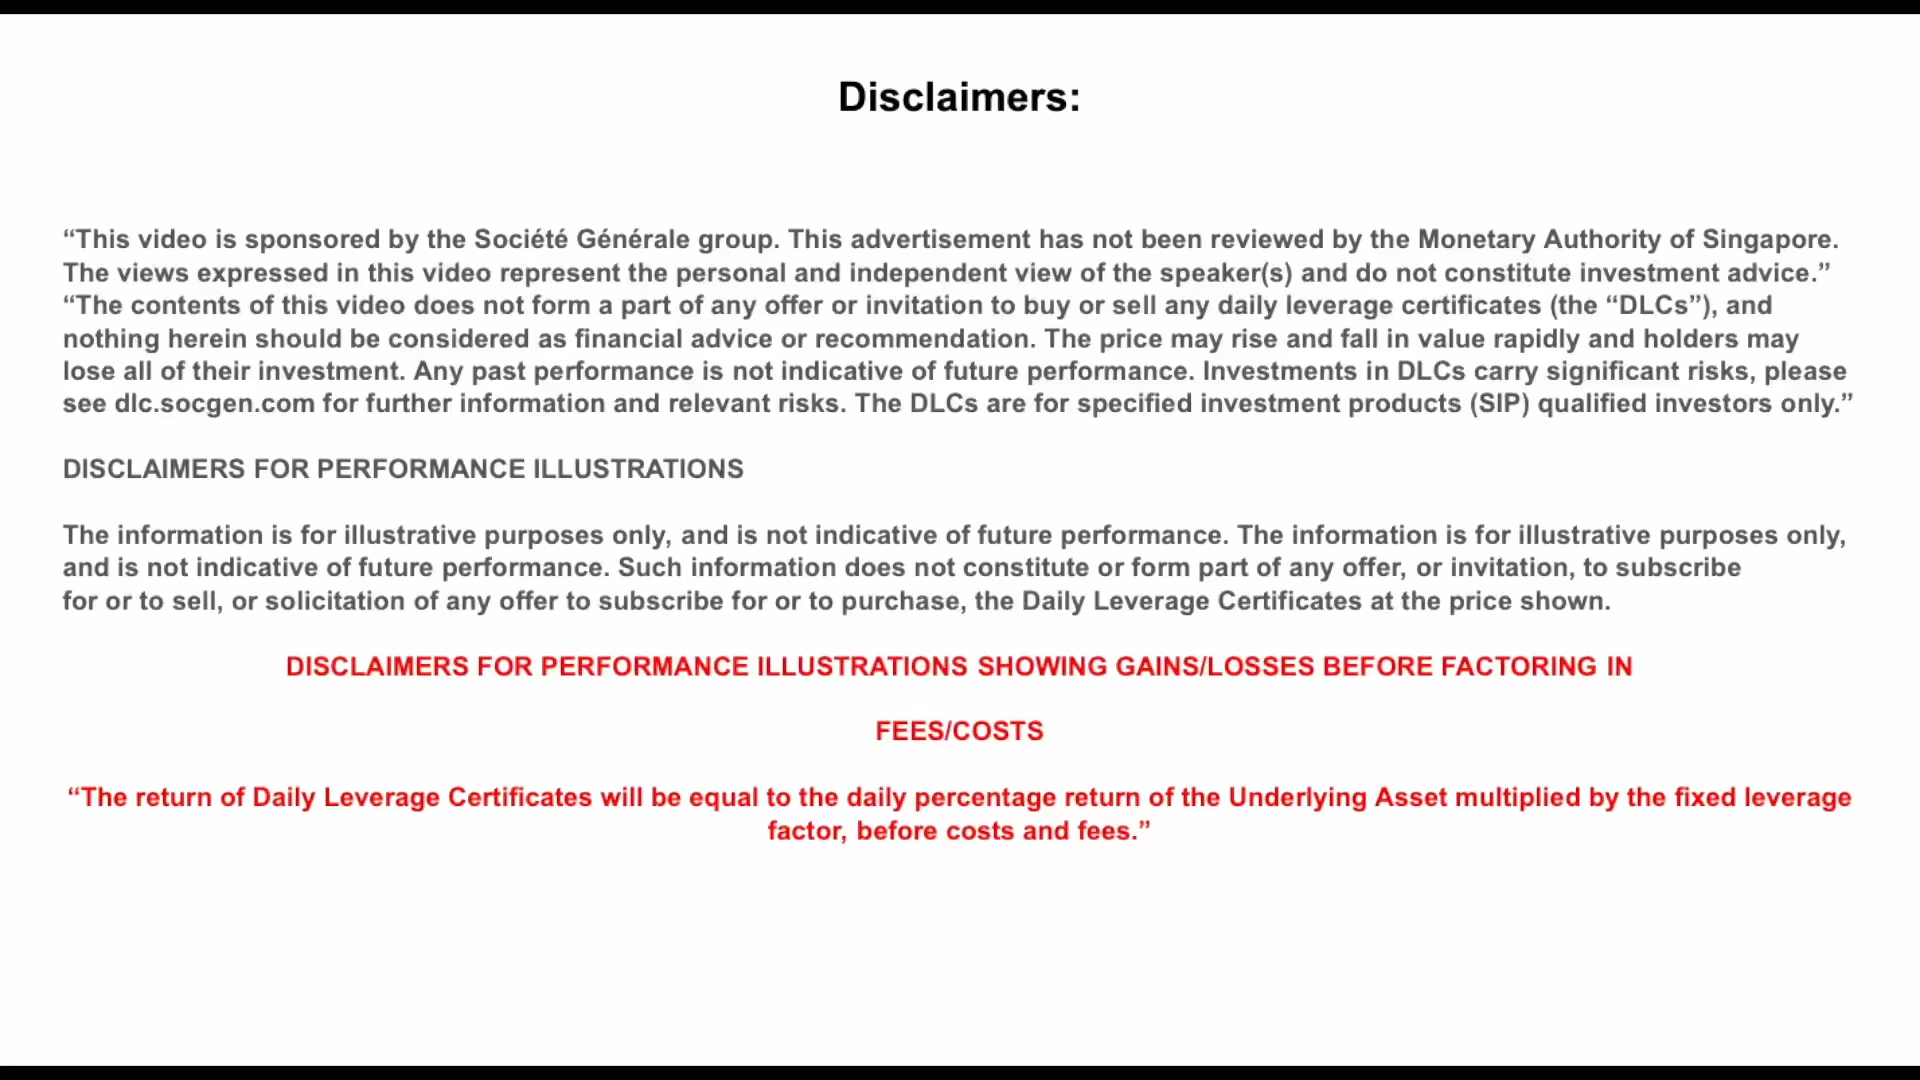 Disclaimers:
“This video is sponsored by the Société Générale group. This advertisement has not been reviewed by the Monetary Authority of Singapore.
The views expressed in this video represent the personal and independent view of the speaker(s) and do not constitute investment advice.”
“The contents of this video does not form a part of any offer or invitation to buy or sell any daily leverage certificates (the “DLCs”), and
nothing herein should be considered as financial advice or recommendation. The price may rise and fall in value rapidly and holders may
lose all of their investment. Any past performance is not indicative of future performance. Investments in DLCs carry significant risks, please
see dlc.socgen.com for further information and relevant risks. The DLCs are for specified investment products (SIP) qualified investors only.”
DISCLAIMERS FOR PERFORMANCE ILLUSTRATIONS
The information is for illustrative purposes only, and is not indicative of future performance. The information is for illustrative purposes only,
and is not indicative of future performance. Such information does not constitute or form part of any offer, or invitation, to subscribe
for or to sell, or solicitation of any offer to subscribe for or to purchase, the Daily Leverage Certificates at the price shown.
DISCLAIMERS FOR PERFORMANCE ILLUSTRATIONS SHOWING GAINS/LOSSES BEFORE FACTORING IN
FEES/COSTS
“The return of Daily Leverage Certificates will be equal to the daily percentage return of the Underlying Asset multiplied by the fixed leverage
factor, before costs and fees.”